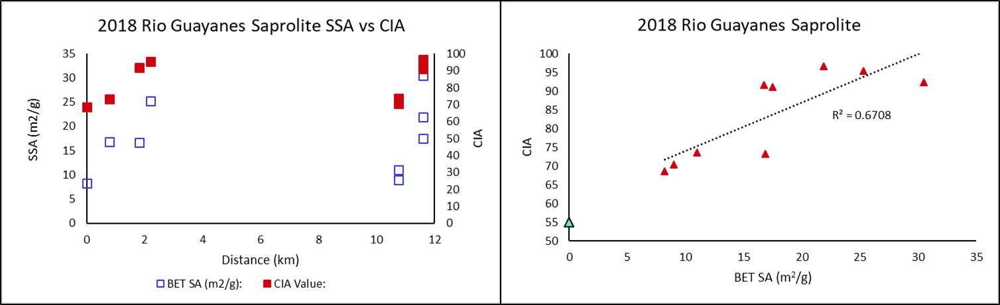 2018 Rio Guayanes Saprolite SSA vs CIA
35
30
25
20
15
10
5
0
SSA (m2/g)
100
90
80
70
60
50
40
30
20
10
0
CIA
0 2 4 6 8 10 12
Distance (km)
BET SA (m2/g): CIA Value:
2018 Rio Guayanes Saprolite
100
95
90
85
80
75
70
65
60
55
50
CIA
R² = 0.6708
0 5 10 15 20 25 30 35
BET SA (m²/g)